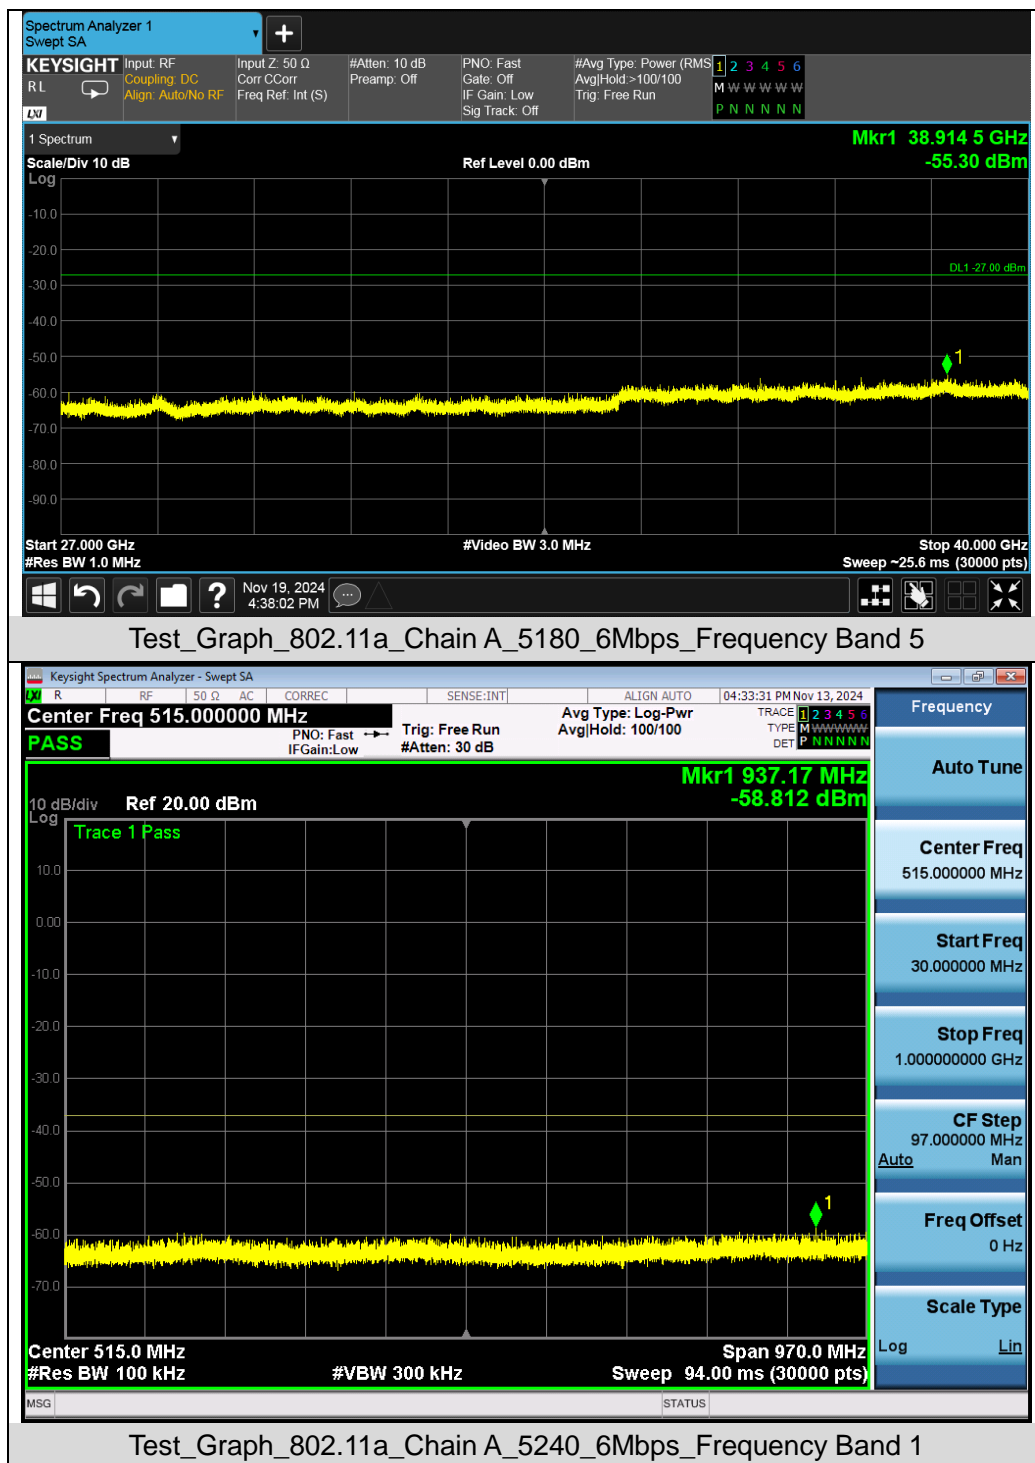 Spectrum Analyzer 1
Swept SA
+
KEYSIGHT
RL
LXI
Input: RF
Coupling: DC
Align: Auto/No RF
Input Z: 50 Ω
Corr CCorr
Freq Ref: Int (S)
#Atten: 10 dB
Preamp: Off
PNO: Fast
Gate: Off
IF Gain: Low
Sig Track: Off
#Avg Type: Power (RMS
Avg|Hold:>100/100
Trig: Free Run
1 2 3 4 5 6
M W W W W W
P N N N N N
1 Spectrum
Mkr1 38.914 5 GHz
Scale/Div 10 dB
Ref Level 0.00 dBm
-55.30 dBm
Log
-10.0
-20.0
DL1 -27.00 dBm
-30.0
-40.0
-50.0
1
-60.0
-70.0
-80.0
-90.0
Start 27.000 GHz
#Video BW 3.0 MHz
Stop 40.000 GHz
#Res BW 1.0 MHz
Sweep ~25.6 ms (30000 pts)
?
Nov 19, 2024
4:38:02 PM
Test_Graph_802.11a_Chain A_5180_6Mbps_Frequency Band 5
Keysight Spectrum Analyzer - Swept SA
LXI R RF 50 Ω AC CORREC SENSE:INT ALIGN AUTO 04:33:31 PM Nov 13, 2024
Center Freq 515.000000 MHz
PASS
PNO: Fast
IFGain:Low
Trig: Free Run
#Atten: 30 dB
Avg Type: Log-Pwr
Avg|Hold: 100/100
TRACE 1 2 3 4 5 6
TYPE M W W W W W
DET P N N N N N
Frequency
Mkr1 937.17 MHz
-58.812 dBm
10 dB/div Ref 20.00 dBm
Log
Trace 1 Pass
10.0
0.00
-10.0
-20.0
-30.0
-40.0
-50.0
1
-60.0
-70.0
Center 515.0 MHz
Span 970.0 MHz
#Res BW 100 kHz
#VBW 300 kHz
Sweep 94.00 ms (30000 pts)
Auto Tune
Center Freq
515.000000 MHz
Start Freq
30.000000 MHz
Stop Freq
1.000000000 GHz
CF Step
97.000000 MHz
Auto Man
Freq Offset
0 Hz
Scale Type
Log Lin
MSG
STATUS
Test_Graph_802.11a_Chain A_5240_6Mbps_Frequency Band 1